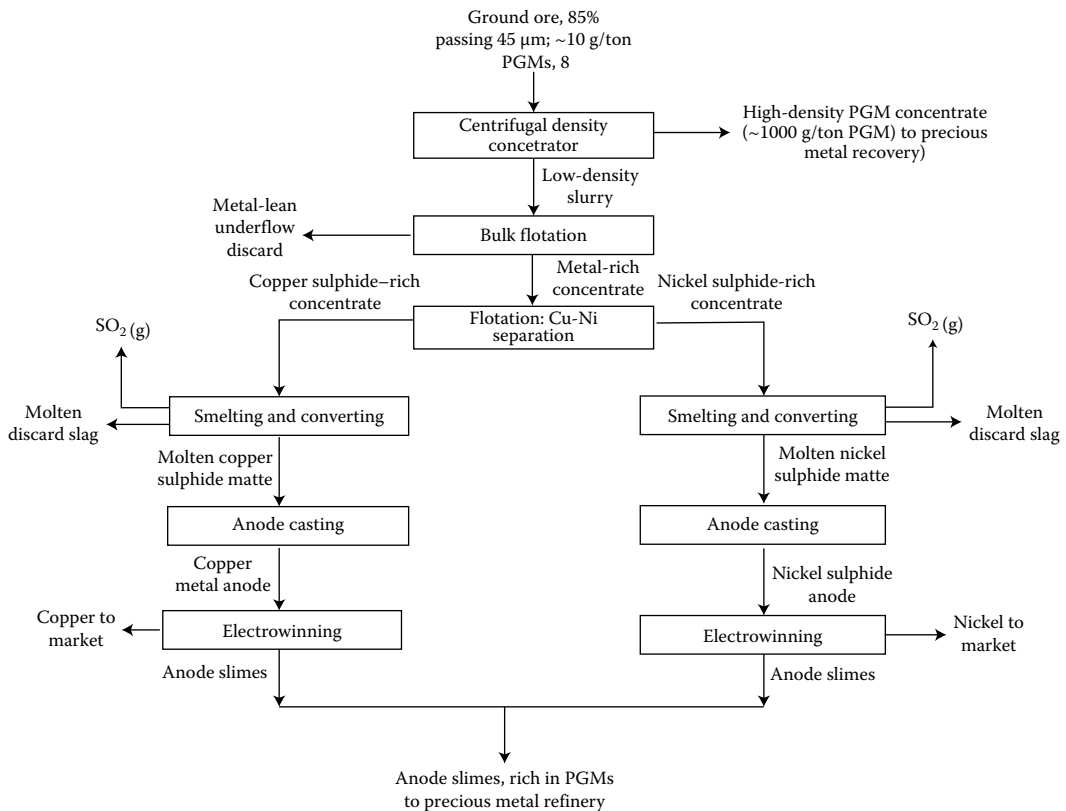 Ground ore, 85%
passing 45 µm; ~10 g/ton
PGMs, 8
Centrifugal density
concetrator
High-density PGM concentrate
(~1000 g/ton PGM) to precious
metal recovery)
Low-density
slurry
Metal-lean
underflow
discard
Bulk flotation
Metal-rich
concentrate
Copper sulphide–rich
concentrate
Nickel sulphide-rich
concentrate
Flotation: Cu-Ni
separation
SO2 (g)
SO2 (g)
Molten
discard slag
Smelting and converting
Smelting and converting
Molten
discard slag
Molten copper
sulphide matte
Molten nickel
sulphide matte
Anode casting
Anode casting
Copper
metal anode
Nickel sulphide
anode
Copper to
market
Electrowinning
Electrowinning
Nickel to
market
Anode slimes
Anode slimes
Anode slimes, rich in PGMs
to precious metal refinery